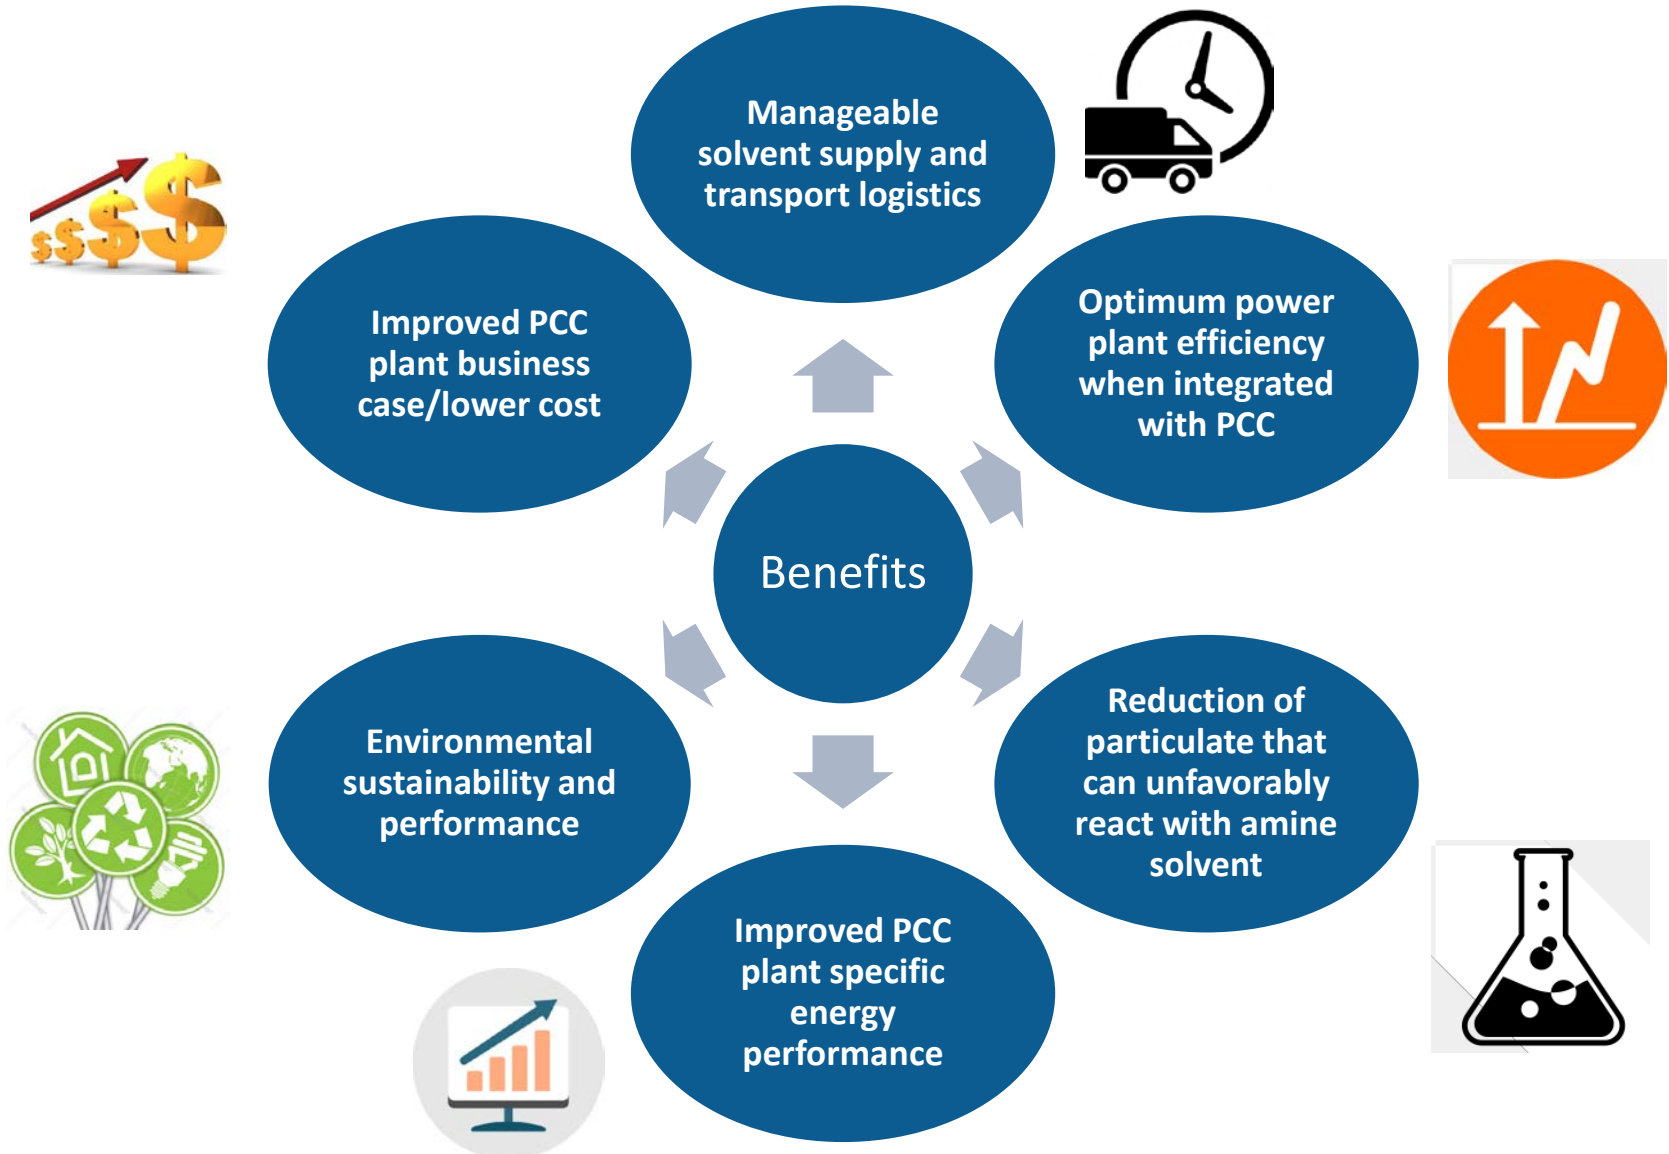 Manageable
solvent supply and
transport logistics
Optimum power
plant efficiency
when integrated
with PCC
Reduction of
particulate that
can unfavorably
react with amine
solvent
Improved PCC
plant specific
energy
performance
Environmental
sustainability and
performance
Improved PCC
plant business
case/lower cost
Benefits